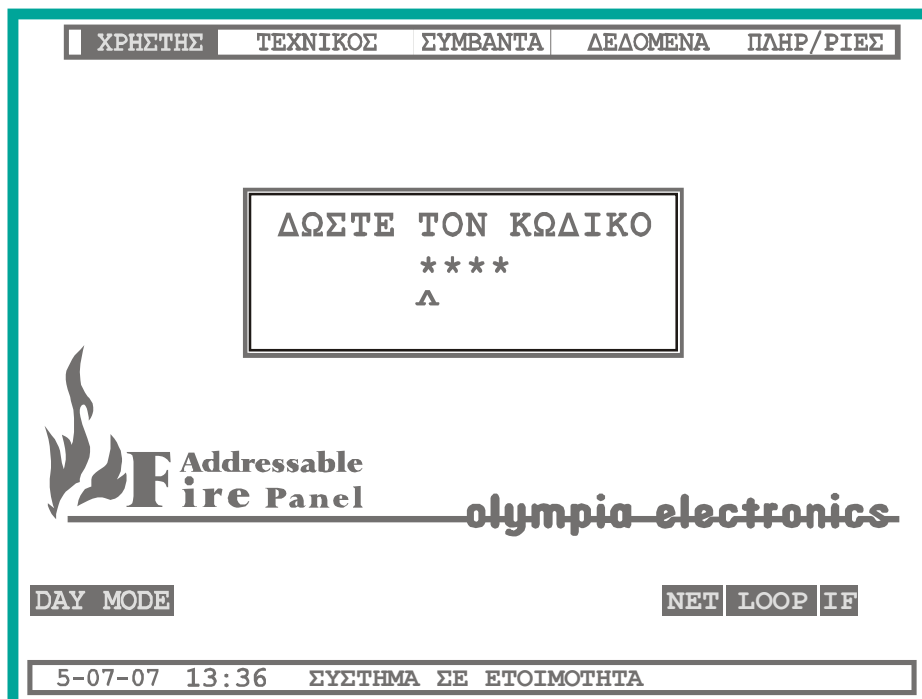 ΧΡΗΣΤΗΣ ΤΕΧΝΙΚΟΣ ΣΥΜΒΑΝΤΑ ΔΕΔΟΜΕΝΑ ΠΛΗΡ/ΡΙΕΣ
ΔΩΣΤΕ ΤΟΝ ΚΩΔΙΚΟ
****
^
Addressable
Fire Panel
olympia electronics
DAY MODE NET LOOP IF
5-07-07 13:36 ΣΥΣΤΗΜΑ ΣΕ ΕΤΟΙΜΟΤΗΤΑ